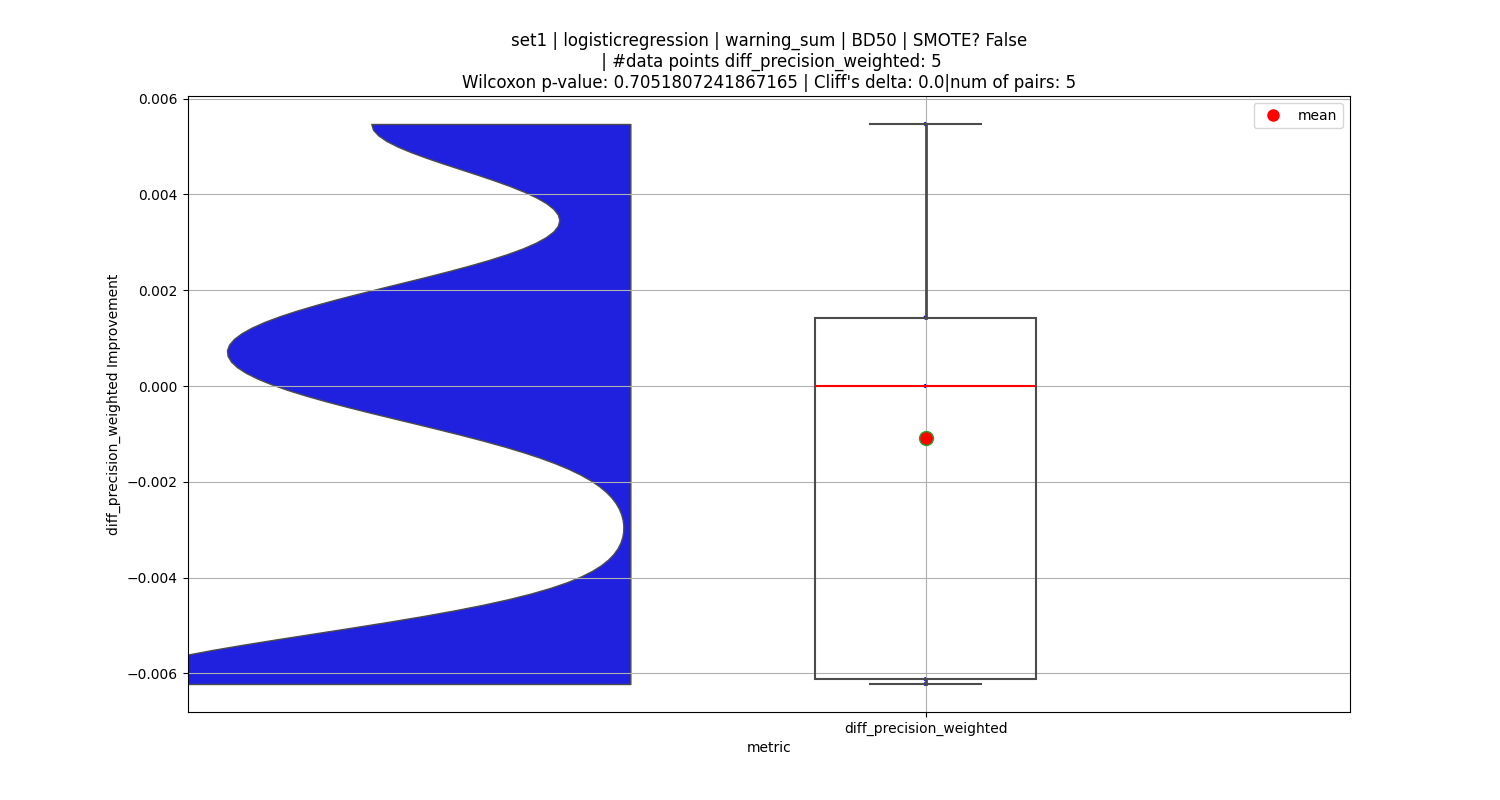 set1 | logisticregression | warning_sum | BD50 | SMOTE? False
| #data points diff_precision_weighted: 5
Wilcoxon p-value: 0.7051807241867165 | Cliff's delta: 0.0|num of pairs: 5
mean
0.006
0.004
0.002
0.000
−0.002
−0.004
−0.006
diff_precision_weighted Improvement
diff_precision_weighted
metric